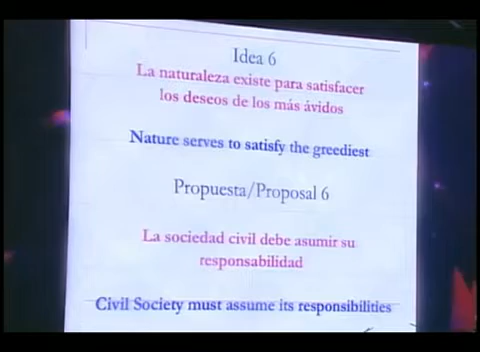 Idea 6
La naturaleza existe para satisfacer
los deseos de los más ávidos
Nature serves to satisfy the greediest
Propuesta/Proposal 6
La sociedad civil debe asumir su
responsabilidad
Civil Society must assume its responsibilities